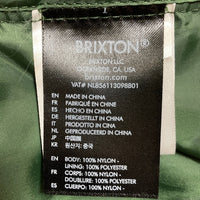 BRIXTON
BRIXTON LLC
OCEANSIDE, CA USA
brixton.com
+VAT# NL856113098B01
EN MADE IN CHINA
FR FABRIQUÉ EN CHINE
ES HECHO EN CHINA
DE HERGESTELLT IN CHINA
IT PRODOTTO IN CINA
NL GEPRODUCEERD IN CHINA
JP 中国製
KO 원산지: 중국
EN BODY: 100% NYLON -
LINING: 100% POLYESTER
FR CORPS: 100% NYLON -
DOUBLURE: 100% POLYESTER
ES CUERPO: 100% NYLON -